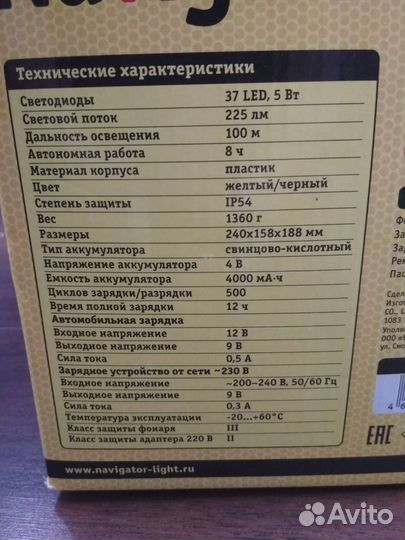 Технические характеристики
Светодиоды 37 LED, 5 Вт
Световой поток 225 лм
Дальность освещения 100 м
Автономная работа 8 ч
Материал корпуса пластик
Цвет желтый/черный
Степень защиты IP54
Вес 1360 г
Размеры 240x158x188 мм
Тип аккумулятора свинцово-кислотный
Напряжение аккумулятора 4 В
Емкость аккумулятора 4000 мА·ч
Циклов зарядки/разрядки 500
Время полной зарядки 12 ч
Автомобильная зарядка
Входное напряжение 12 В
Выходное напряжение 9 В
Сила тока 0,5 А
Зарядное устройство от сети ~230 В
Входное напряжение ~200–240 В, 50/60 Гц
Выходное напряжение 9 В
Сила тока 0,3 А
Температура эксплуатации -20...+60°C
Класс защиты фонаря III
Класс защиты адаптера 220 В II
www.navigator-light.ru
CO., L
1083
ООО «
EAC
Avito